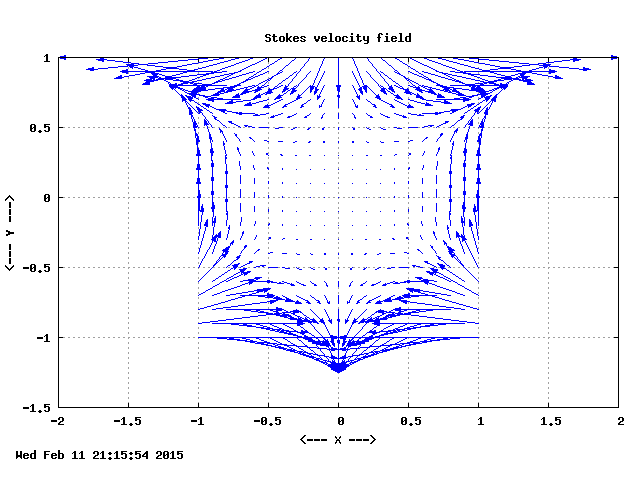 Stokes velocity field
1
0.5
0
-0.5
-1
-1.5
<--- Y --->
-2 -1.5 -1 -0.5 0 0.5 1 1.5 2
<--- X --->
Wed Feb 11 21:15:54 2015